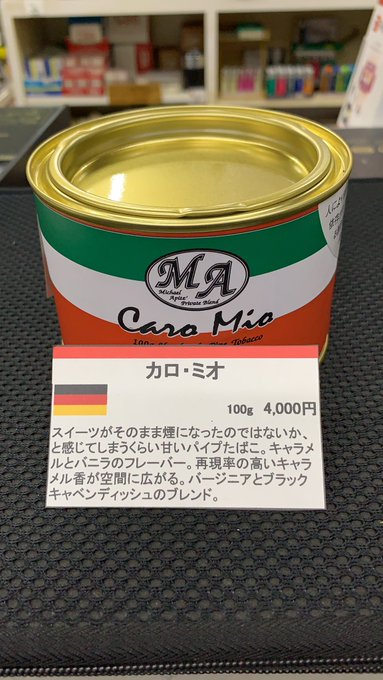 MA
Michael
Apitz'
Private Blend
Caro Mio
100g
Tobacco
カロ・ミオ
100g 4,000円
スイーツがそのまま煙になったのではないか、
と感じてしまうくらい甘いパイプたばこ。キャラメ
ルとバニラのフレーバー。再現率の高いキャラ
メル香が空間に広がる。バージニアとブラック
キャベンディッシュのブレンド。